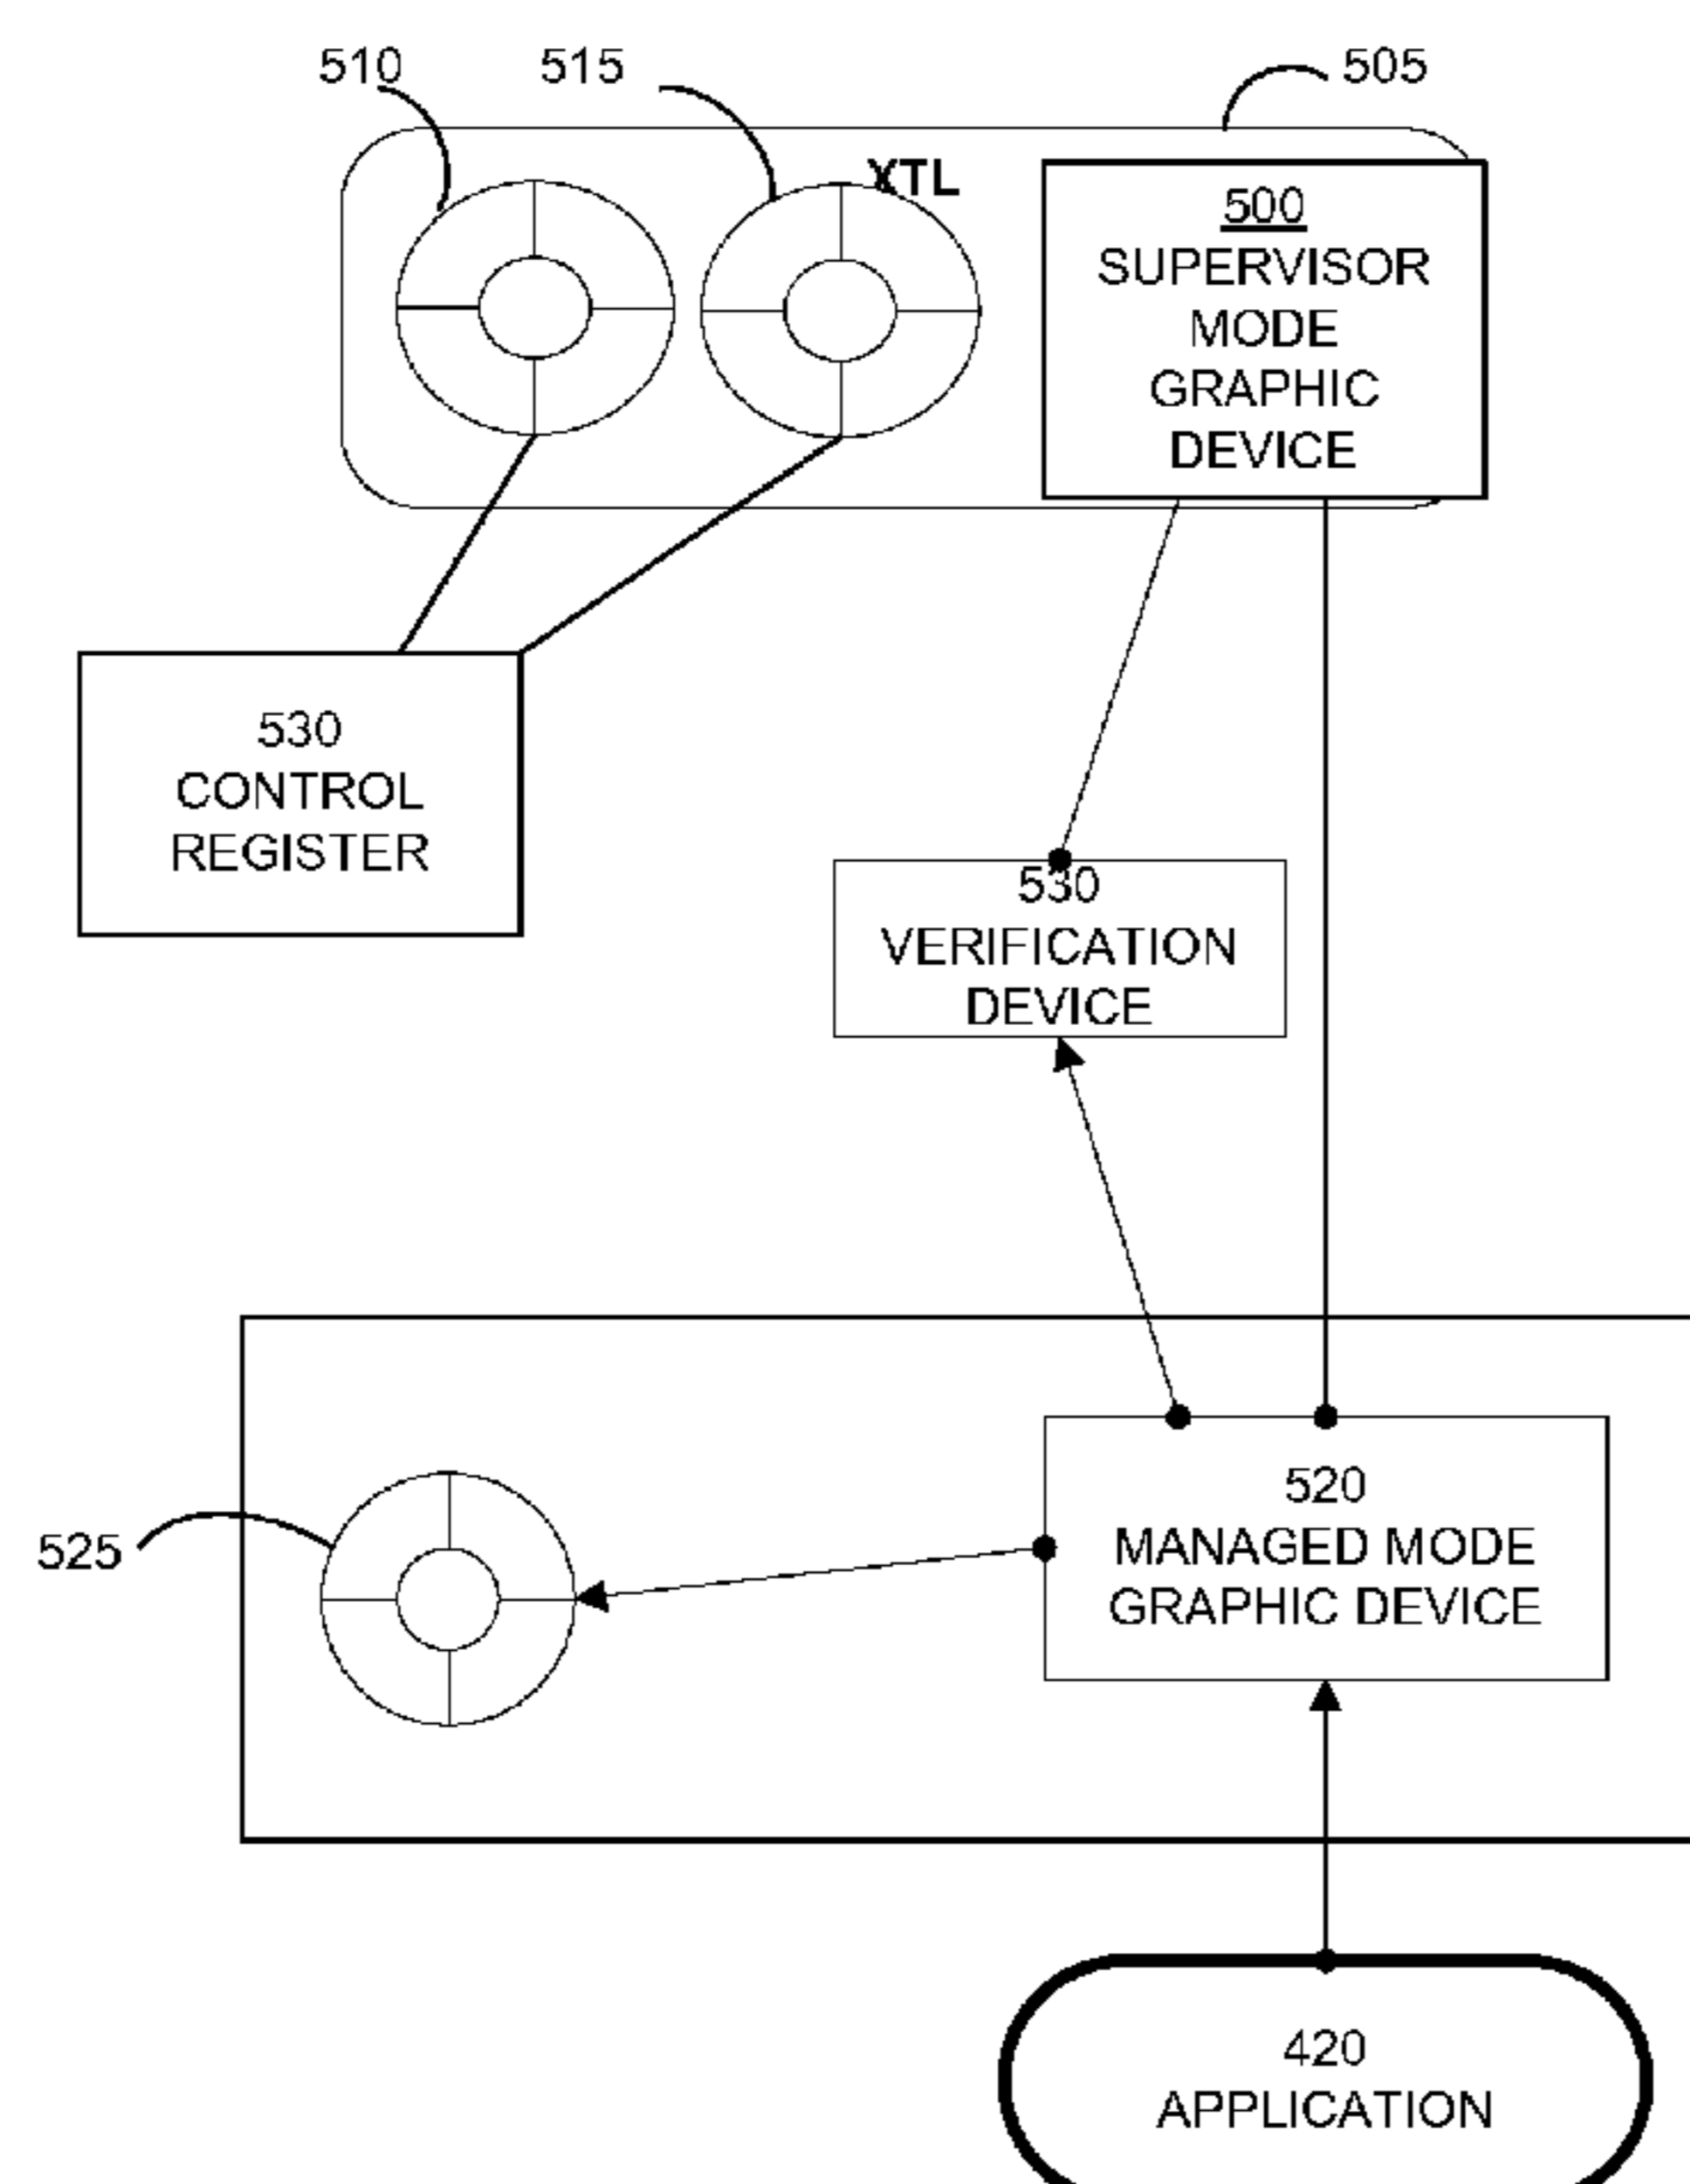 510
515
505
XTL
500
SUPERVISOR
MODE
GRAPHIC
DEVICE
530
CONTROL
REGISTER
530
VERIFICATION
DEVICE
525
520
MANAGED MODE
GRAPHIC DEVICE
420
APPLICATION